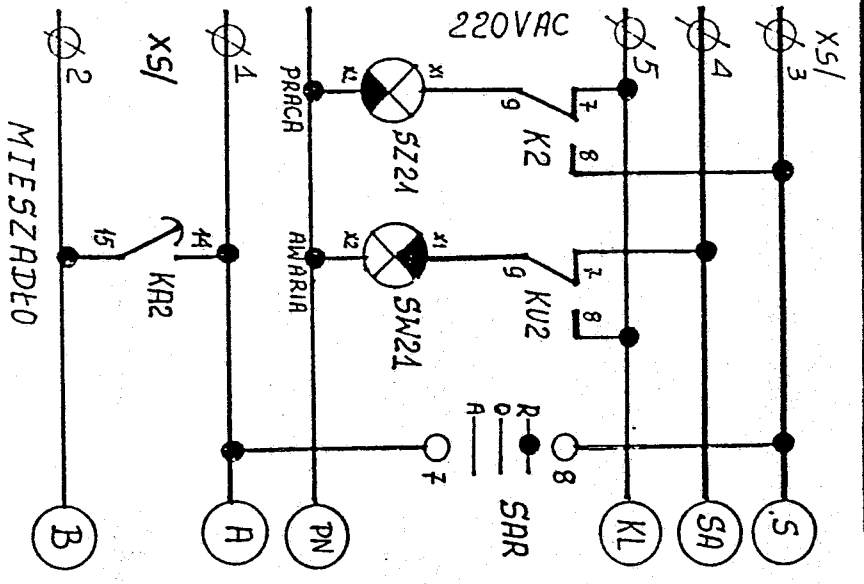 XS/
3 S
4 SA
5 KL
220VAC
7 8 7 8
8
K2 KU2 SAR
9 9
R
O
A
X1 X1 7
SZ21 SW21
X2 X2
PRACA AWARIA PN
1 14 A
XS/
KA2
2 15 B
MIESZADŁO